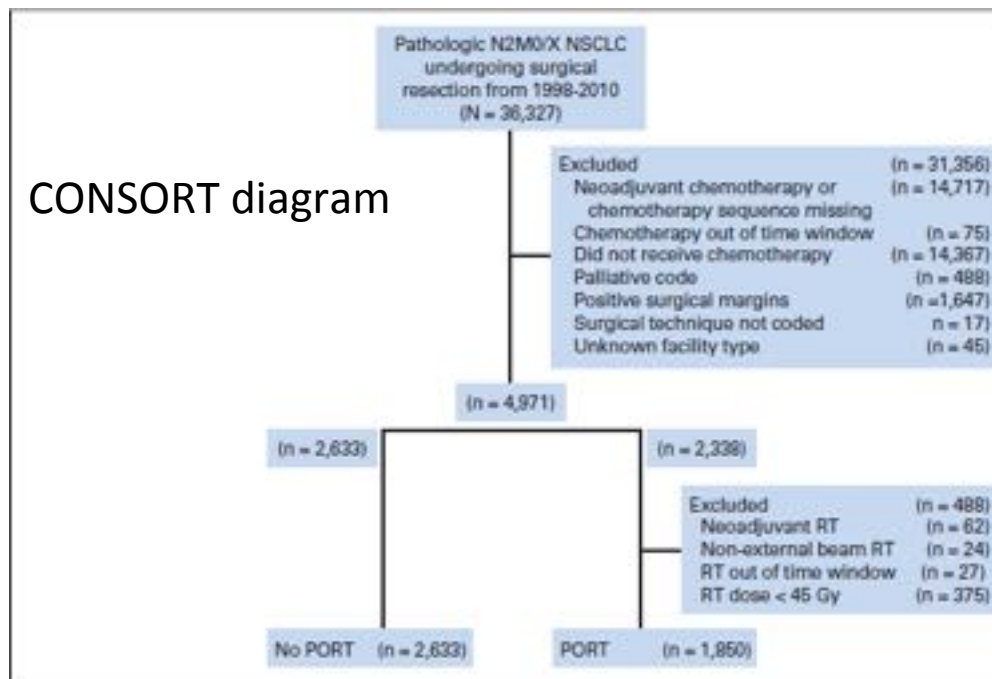 Pathologic N2M0/X NSCLC
undergoing surgical
resection from 1998-2010
(N = 36,327)
CONSORT diagram
Excluded (n = 31,356)
Neoadjuvant chemotherapy or (n = 14,717)
chemotherapy sequence missing
Chemotherapy out of time window (n = 75)
Did not receive chemotherapy (n = 14,367)
Palliative code (n = 488)
Positive surgical margins (n =1,647)
Surgical technique not coded n = 17)
Unknown facility type (n = 45)
(n = 4,971)
(n = 2,633) (n = 2,338)
Excluded (n = 488)
Neoadjuvant RT (n = 62)
Non-external beam RT (n = 24)
RT out of time window (n = 27)
RT dose < 45 Gy (n = 375)
No PORT (n = 2,633) PORT (n = 1,850)